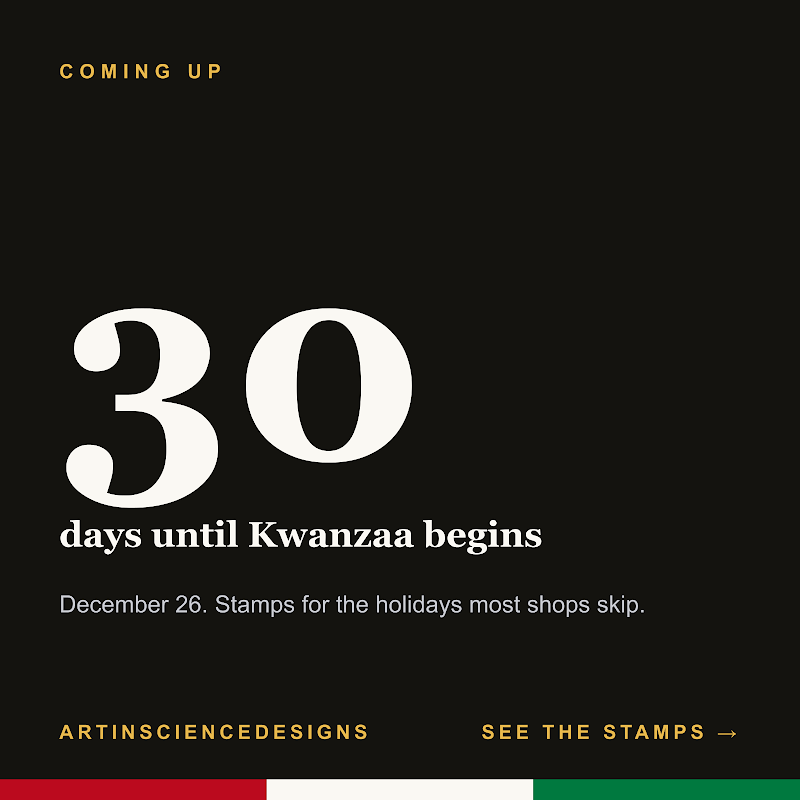 COMING UP
30
days until Kwanzaa begins
December 26. Stamps for the holidays most shops skip.
ARTINSCIENCEDESIGNS
SEE THE STAMPS →